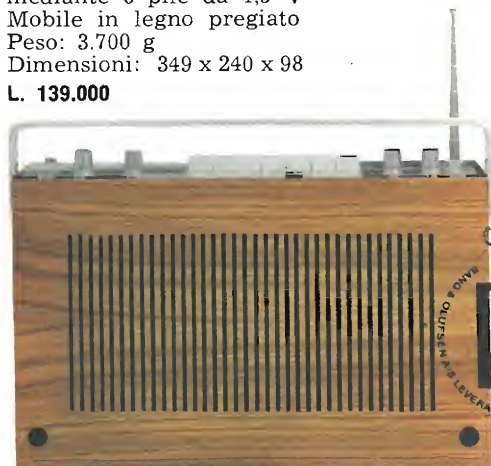 mediante 6 pile da 1,5 V
Mobile in legno pregiato
Peso: 3.700 g
Dimensioni: 349 x 240 x 98
L. 139.000
BANG & OLUFSEN A/S LEVERA